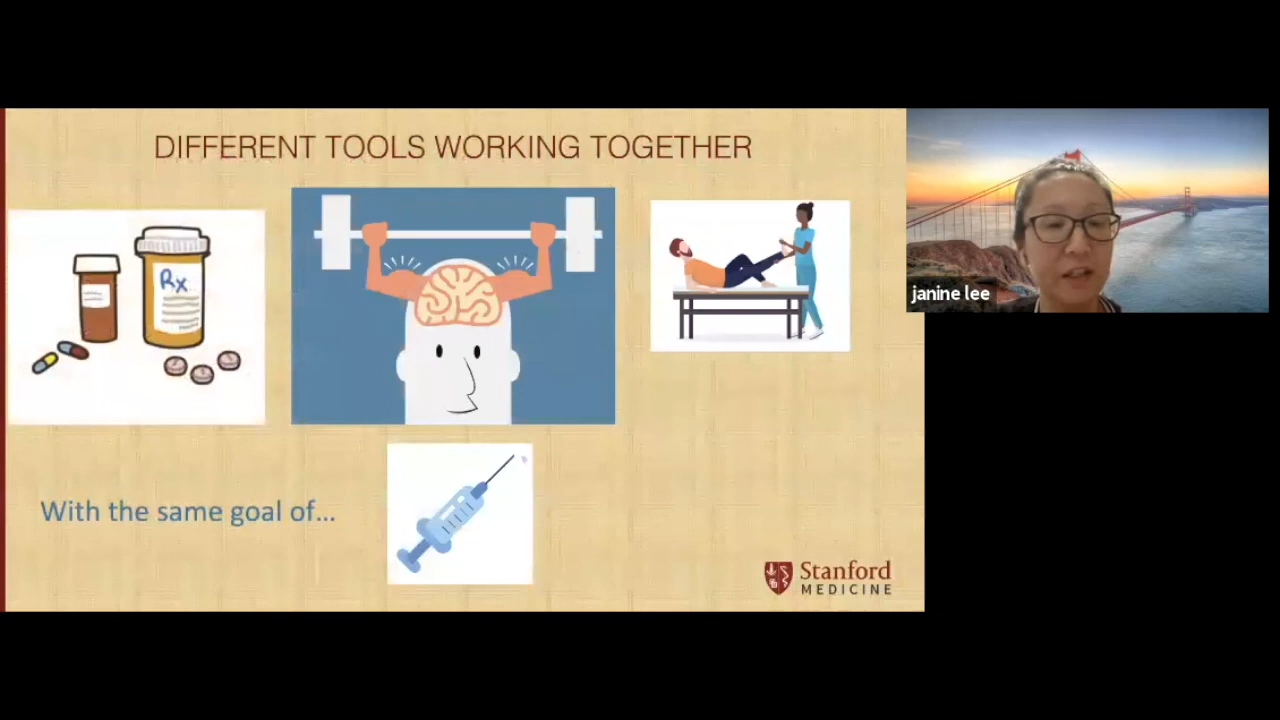 DIFFERENT TOOLS WORKING TOGETHER
Rx
janine lee
With the same goal of...
Stanford
MEDICINE